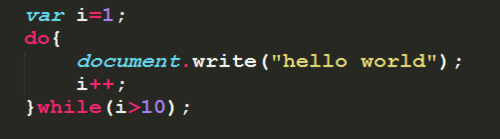 var i=1;
do{
document.write("hello world");
i++;
}while(i>10);